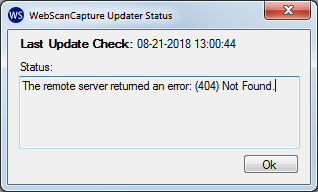 WS WebScanCapture Updater Status
Last Update Check: 08-21-2018 13:00:44
Status:
The remote server returned an error: (404) Not Found.
Ok